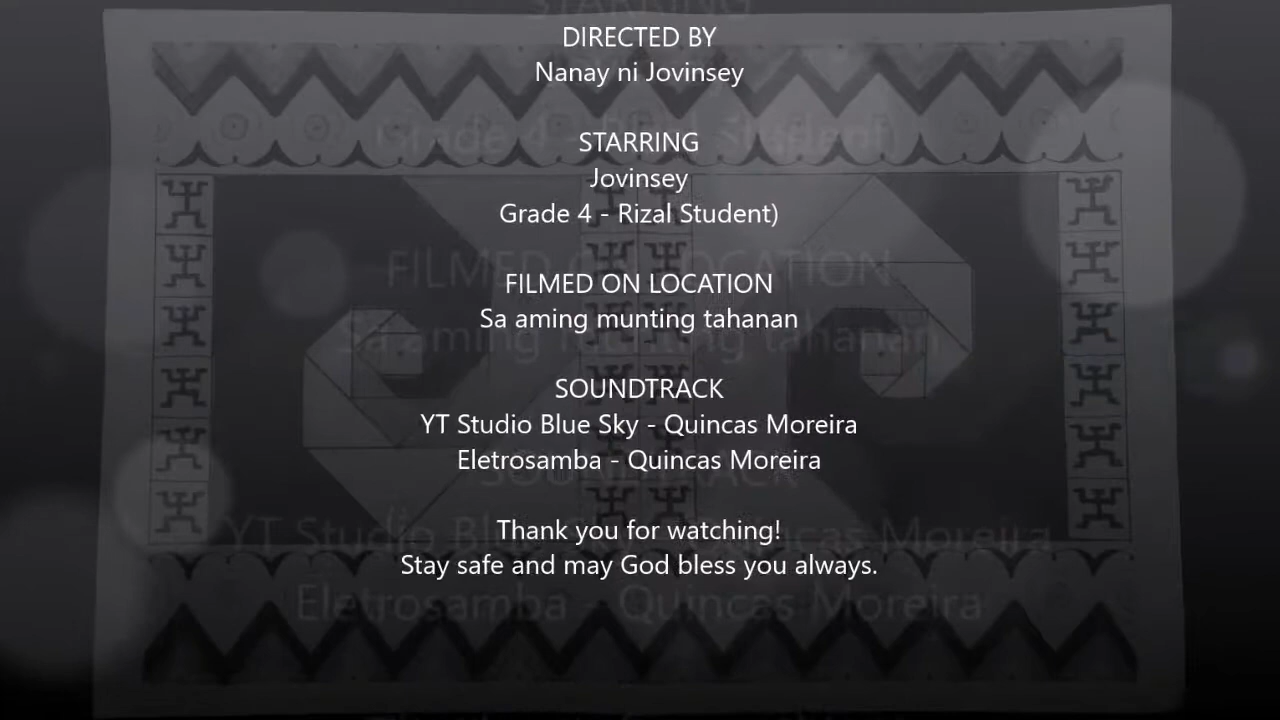 DIRECTED BY
Nanay ni Jovinsey
STARRING
Jovinsey
Grade 4 - Rizal Student)
FILMED ON LOCATION
Sa aming munting tahanan
SOUNDTRACK
YT Studio Blue Sky - Quincas Moreira
Eletrosamba - Quincas Moreira
Thank you for watching!
Stay safe and may God bless you always.